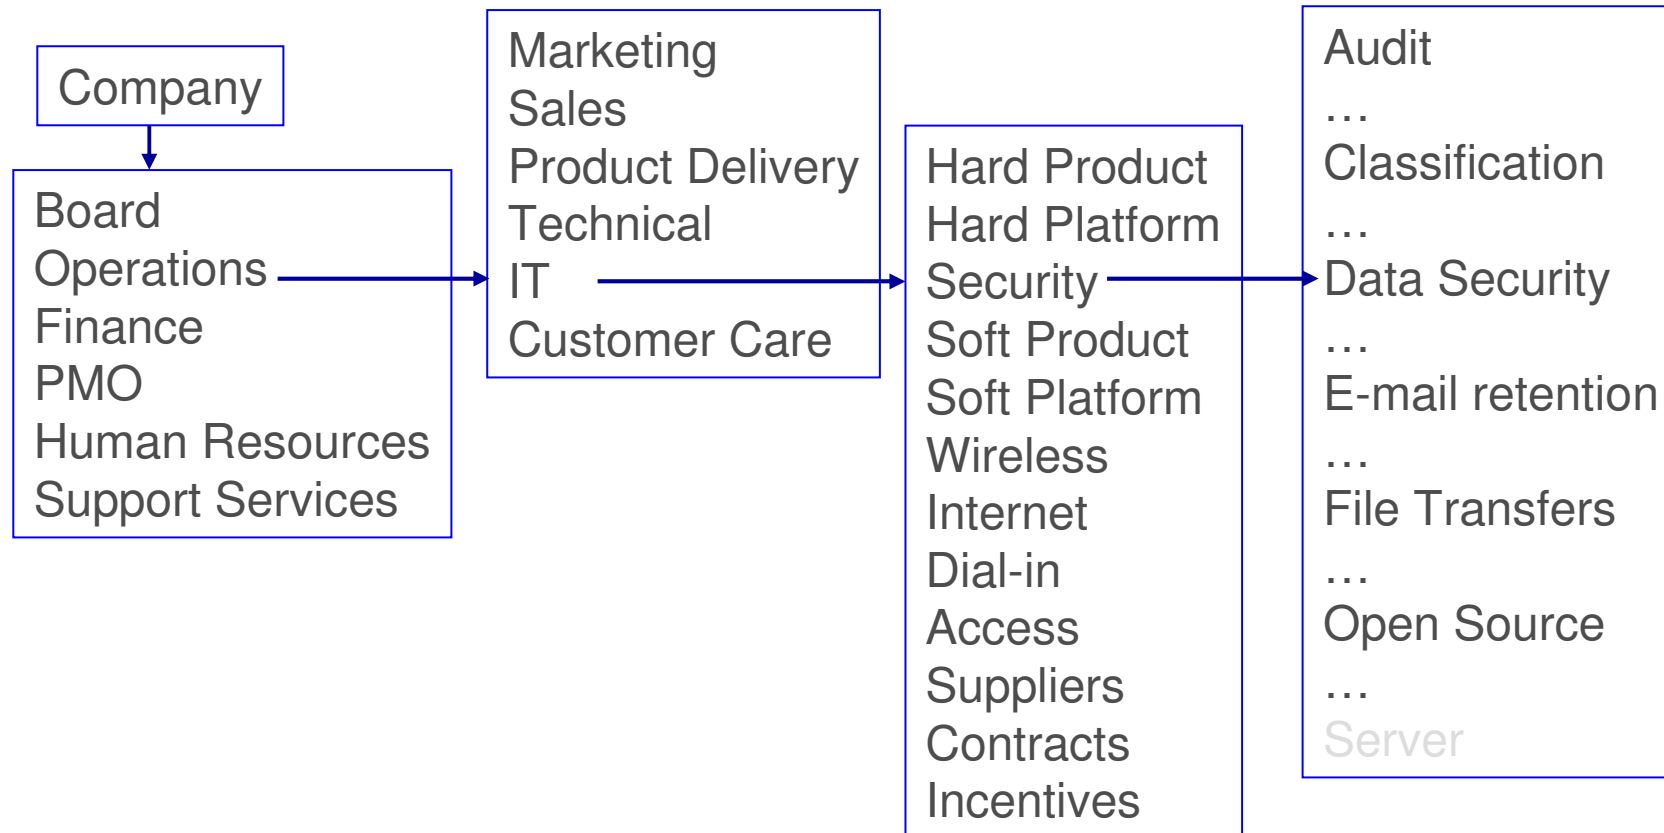 Company
Board
Operations
Finance
PMO
Human Resources
Support Services
Marketing
Sales
Product Delivery
Technical
IT
Customer Care
Hard Product
Hard Platform
Security
Soft Product
Soft Platform
Wireless
Internet
Dial-in
Access
Suppliers
Contracts
Incentives
Audit
…
Classification
…
Data Security
…
E-mail retention
…
File Transfers
…
Open Source
…
Server